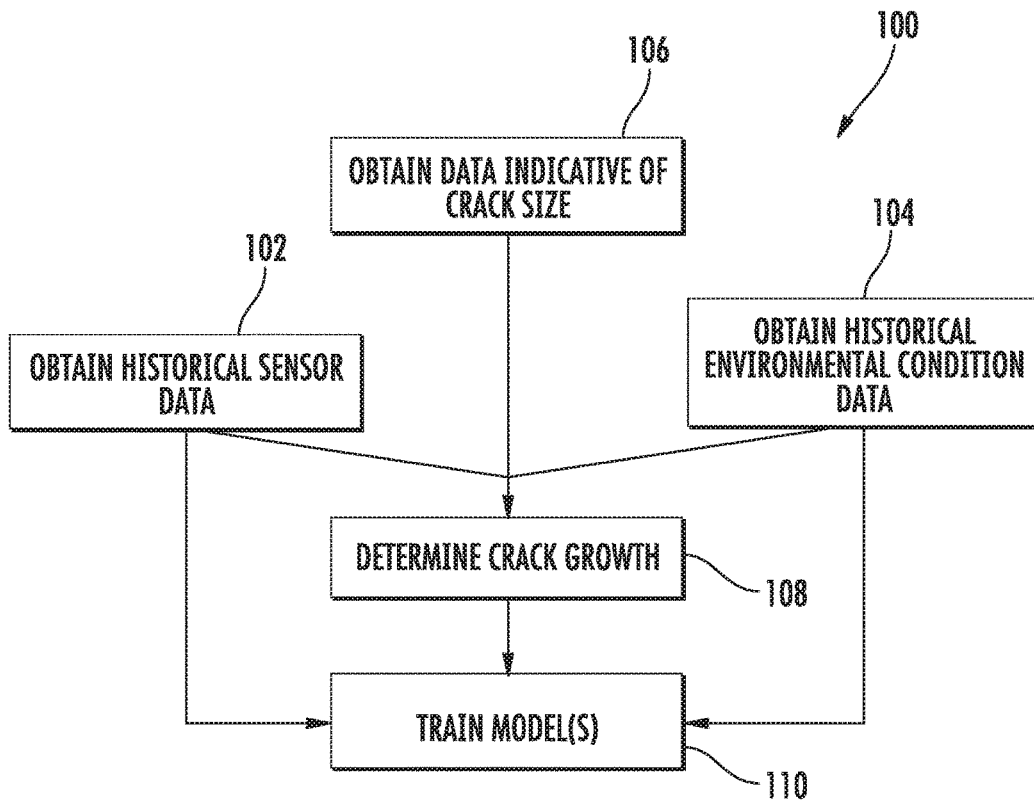 100
106
OBTAIN DATA INDICATIVE OF
CRACK SIZE
102
104
OBTAIN HISTORICAL SENSOR
DATA
OBTAIN HISTORICAL
ENVIRONMENTAL CONDITION
DATA
DETERMINE CRACK GROWTH
108
TRAIN MODEL(S)
110